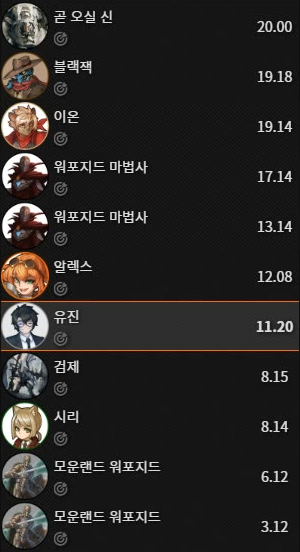 곧 오실 신
20.00
블랙잭
19.18
이온
19.14
워포지드 마법사
17.14
워포지드 마법사
13.14
알렉스
12.08
유진
11.20
검제
8.15
시리
8.14
모운랜드 워포지드
6.12
모운랜드 워포지드
3.12